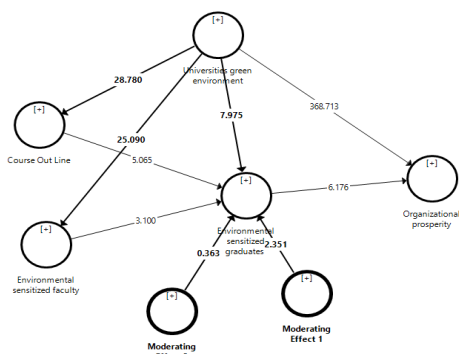 [+]
Universities green
environment
28.780
368.713
7.975
[+]
25.090
Course Out Line
5.065
[+]
[+]
6.176
Organizational
prosperity
3.100
[+]
Environmental
sensitized
graduates
Environmental
sensitized faculty
0.363
2.351
[+]
[+]
Moderating
Effect 1
Moderating